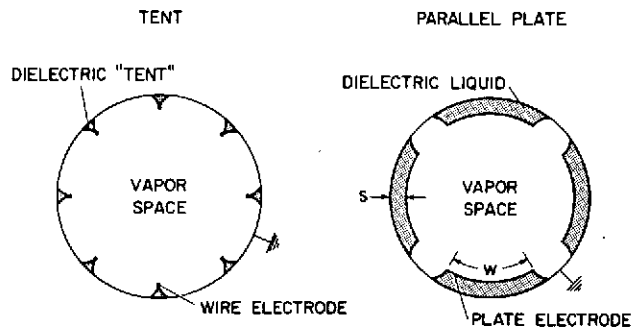 TENT
DIELECTRIC "TENT"
VAPOR
SPACE
WIRE ELECTRODE
PARALLEL PLATE
DIELECTRIC LIQUID
S
VAPOR
SPACE
W
PLATE ELECTRODE